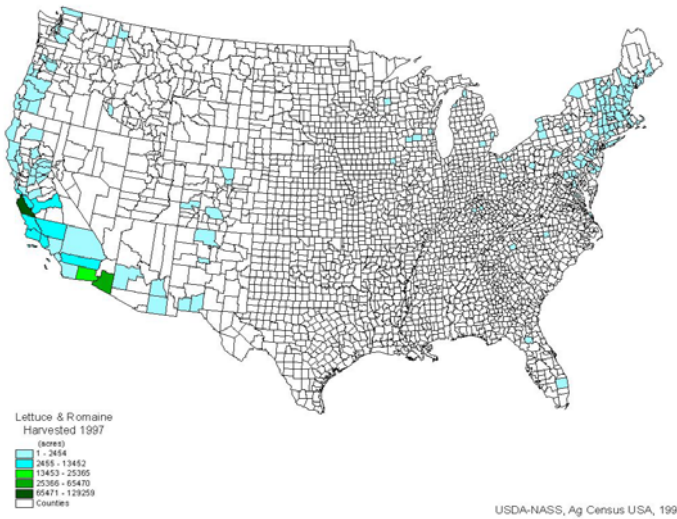 Lettuce & Romaine
Harvested 1997
(acres)
1 - 2454
2455 - 13452
13453 - 25365
25366 - 65470
65471 - 129259
Counties
USDA-NASS, Ag Census USA, 199